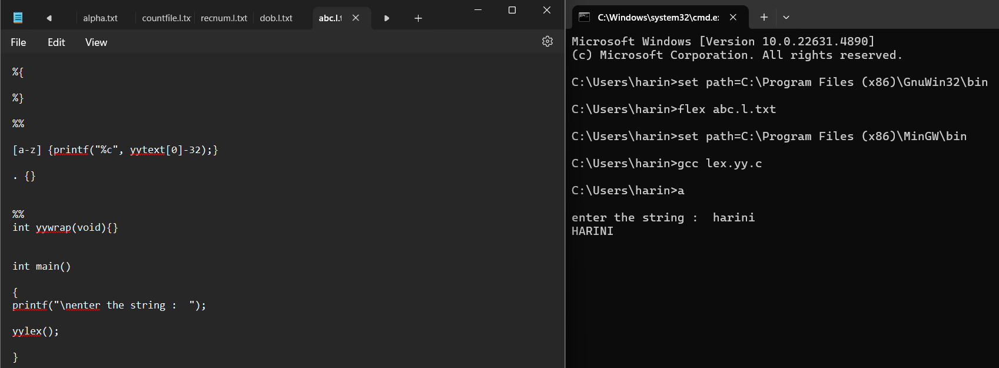 alpha.txt countfile.l.tx recnum.l.txt dob.l.txt abc.l.t
File Edit View
%{
%}
%%
[a-z] {printf("%c", yytext[0]-32);}
. {}
%%
int yywrap(void){}
int main()
{
printf("\nenter the string :  ");
yylex();
}
C:\Windows\system32\cmd.e
Microsoft Windows [Version 10.0.22631.4890]
(c) Microsoft Corporation. All rights reserved.
C:\Users\harin>set path=C:\Program Files (x86)\GnuWin32\bin
C:\Users\harin>flex abc.l.txt
C:\Users\harin>set path=C:\Program Files (x86)\MinGW\bin
C:\Users\harin>gcc lex.yy.c
C:\Users\harin>a
enter the string :  harini
HARINI